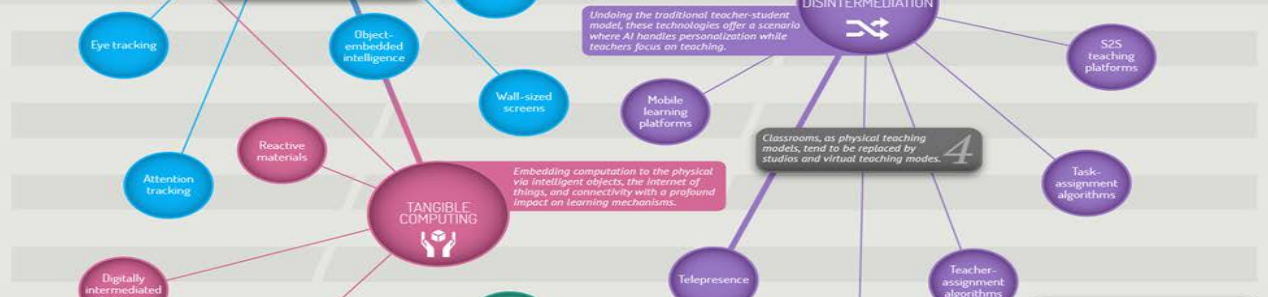 DISINTERMEDIATION
Undoing the traditional teacher-student
model, these technologies offer a scenario
where AI handles personalization while
teachers focus on teaching.
Eye tracking
Object-
embedded
intelligence
S2S
teaching
platforms
Wall-sized
screens
Mobile
learning
platforms
Classrooms, as physical teaching
models, tend to be replaced by
studios and virtual teaching modes.
4
Reactive
materials
Attention
tracking
Embedding computation to the physical
via intelligent objects, the internet of
things, and connectivity with a profound
impact on learning mechanisms.
Task-
assignment
algorithms
TANGIBLE
COMPUTING
Digitally
intermediated
Telepresence
Teacher-
assignment
algorithms